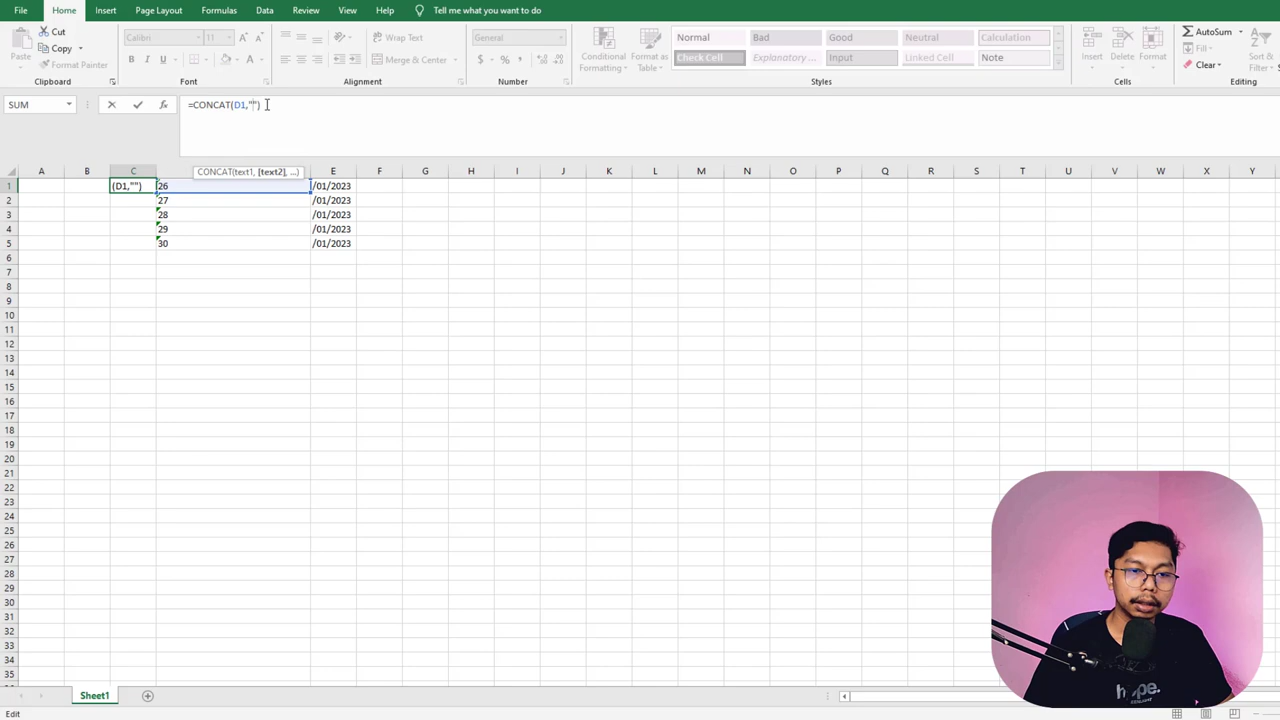 File Home Insert Page Layout Formulas Data Review View Help Tell me what you want to do
Cut
Copy
Format Painter
Paste
Clipboard
Calibri 11
B I U
Font
Wrap Text
Merge & Center
Alignment
General
Number
Conditional Formatting
Format as Table
Normal Bad Good Neutral Calculation
Check Cell Explanatory ... Input Linked Cell Note
Styles
Insert Delete Format
Cells
AutoSum
Fill
Clear
Sort & Filter
Editing
SUM =CONCAT(D1,"")
CONCAT(text1, [text2], ...)
A B C E F G H I J K L M N O P Q R S T U V W X Y
1 (D1,"") 26 /01/2023
2 27 /01/2023
3 28 /01/2023
4 29 /01/2023
5 30 /01/2023
6
7
8
9
10
11
12
13
14
15
16
17
18
19
20
21
22
23
24
25
26
27
28
29
30
31
32
33
34
35
hope.
Sheet1
Edit